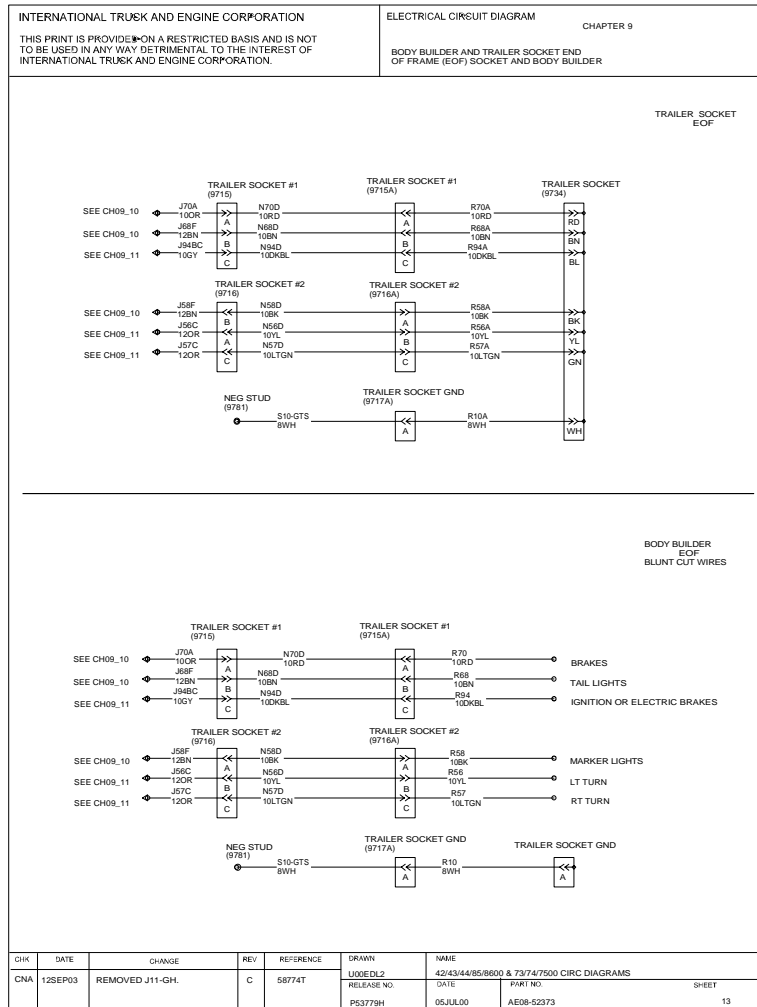 INTERNATIONAL TRUCK AND ENGINE CORPORATION
THIS PRINT IS PROVIDED ON A RESTRICTED BASIS AND IS NOT
TO BE USED IN ANY WAY DETRIMENTAL TO THE INTEREST OF
INTERNATIONAL TRUCK AND ENGINE CORPORATION.
ELECTRICAL CIRCUIT DIAGRAM
CHAPTER 9
BODY BUILDER AND TRAILER SOCKET END
OF FRAME (EOF) SOCKET AND BODY BUILDER
TRAILER SOCKET
EOF
TRAILER SOCKET #1
(9715)
TRAILER SOCKET #1
(9715A)
TRAILER SOCKET
(9734)
SEE CH09_10 J70A N70D R70A
10OR A 10RD A 10RD RD
SEE CH09_10 J68F N68D R68A
12BN B 10BN B 10BN BN
SEE CH09_11 J94BC N94D R94A
10GY C 10DKBL C 10DKBL BL
TRAILER SOCKET #2
(9716)
TRAILER SOCKET #2
(9716A)
SEE CH09_10 J58F N58D R58A
12BN B 10BK A 10BK BK
SEE CH09_11 J56C N56D R56A
12OR A 10YL B 10YL YL
SEE CH09_11 J57C N57D R57A
12OR C 10LTGN C 10LTGN GN
NEG STUD
(9781)
TRAILER SOCKET GND
(9717A)
S10-GTS R10A
8WH A 8WH WH
BODY BUILDER
EOF
BLUNT CUT WIRES
TRAILER SOCKET #1
(9715)
TRAILER SOCKET #1
(9715A)
SEE CH09_10 J70A N70D R70 BRAKES
10OR A 10RD A 10RD
SEE CH09_10 J68F N68D R68 TAIL LIGHTS
12BN B 10BN B 10BN
SEE CH09_11 J94BC N94D R94 IGNITION OR ELECTRIC BRAKES
10GY C 10DKBL C 10DKBL
TRAILER SOCKET #2
(9716)
TRAILER SOCKET #2
(9716A)
SEE CH09_10 J58F N58D R58 MARKER LIGHTS
12BN A 10BK A 10BK
SEE CH09_11 J56C N56D R56 LT TURN
12OR B 10YL B 10YL
SEE CH09_11 J57C N57D R57 RT TURN
12OR C 10LTGN C 10LTGN
NEG STUD
(9781)
TRAILER SOCKET GND
(9717A)
TRAILER SOCKET GND
S10-GTS R10
8WH A 8WH A
CHK DATE CHANGE REV REFERENCE DRAWN NAME
CNA 12SEP03 REMOVED J11-GH. C 58774T U00EDL2 42/43/44/85/8600 & 73/74/7500 CIRC DIAGRAMS
RELEASE NO. DATE PART NO. SHEET
P53779H 05JUL00 AE08-52373 13